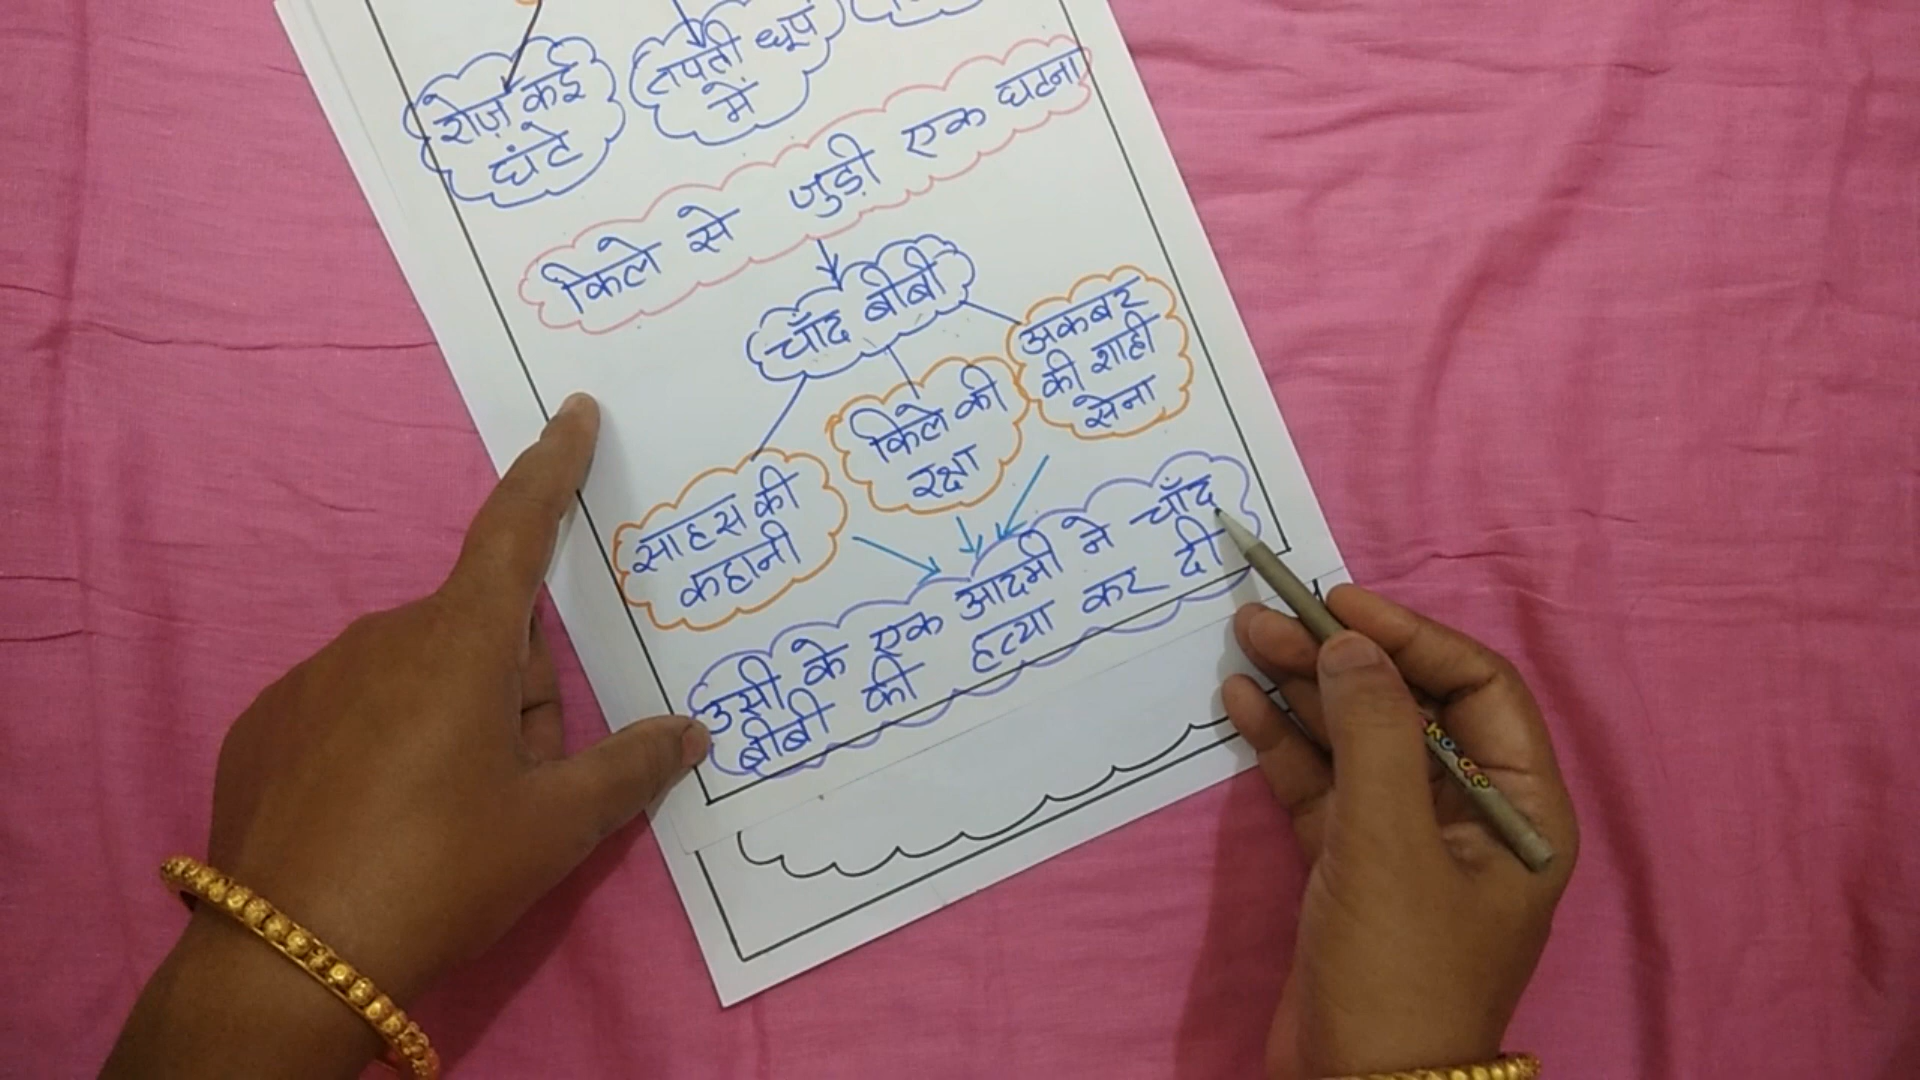 रोज़ कई
घंटे
तपती धूप
में
किले से जुड़ी एक घटना
चाँद बीबी
साहस की
कहानी
किले की
रक्षा
अकबर
की शाही
सेना
उसी के एक आदमी ने चाँद
बीबी की हत्या कर दी